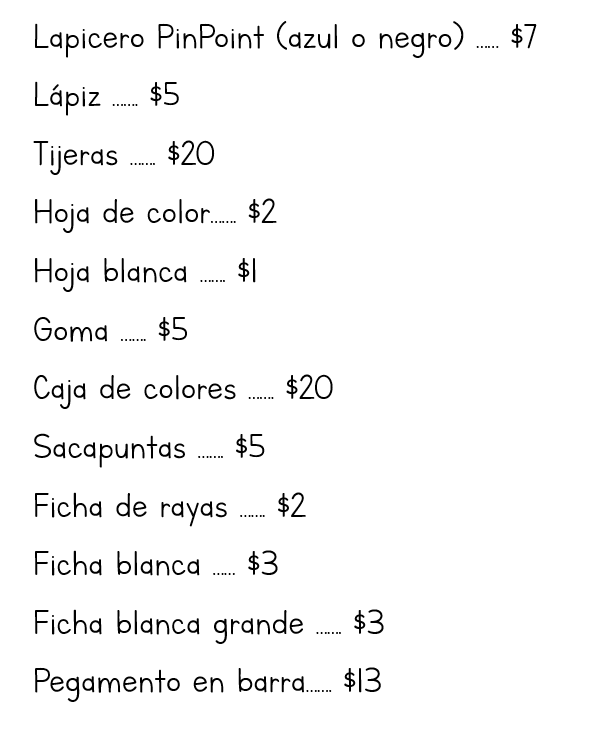 Lapicero PinPoint (azul o negro) ...... $7
Lápiz ....... $5
Tijeras ....... $20
Hoja de color....... $2
Hoja blanca ....... $1
Goma ....... $5
Caja de colores ....... $20
Sacapuntas ....... $5
Ficha de rayas ....... $2
Ficha blanca ...... $3
Ficha blanca grande ....... $3
Pegamento en barra....... $13